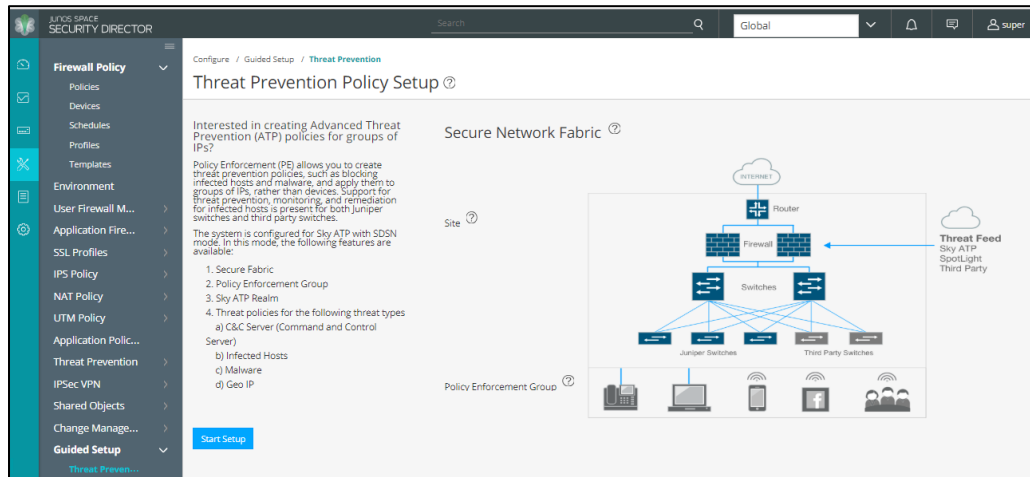 JUNOS SPACE
SECURITY DIRECTOR
Search
Global
super
Firewall Policy
Policies
Devices
Schedules
Profiles
Templates
Environment
User Firewall M...
Application Fire...
SSL Profiles
IPS Policy
NAT Policy
UTM Policy
Application Polic...
Threat Prevention
IPSec VPN
Shared Objects
Change Manage...
Guided Setup
Threat Preven...
Configure / Guided Setup / Threat Prevention
Threat Prevention Policy Setup ?
Interested in creating Advanced Threat
Prevention (ATP) policies for groups of
IPs?
Policy Enforcement (PE) allows you to create
threat prevention policies, such as blocking
infected hosts and malware, and apply them to
groups of IPs, rather than devices. Support for
threat prevention, monitoring, and remediation
for infected hosts is present for both Juniper
switches and third party switches.
The system is configured for Sky ATP with SDSN
mode. In this mode, the following features are
available:
1. Secure Fabric
2. Policy Enforcement Group
3. Sky ATP Realm
4. Threat policies for the following threat types
a) C&C Server (Command and Control
Server)
b) Infected Hosts
c) Malware
d) Geo IP
Start Setup
Secure Network Fabric ?
Site ?
Policy Enforcement Group ?
INTERNET
Router
Firewall
Switches
Juniper Switches
Third Party Switches
Threat Feed
Sky ATP
SpotLight
Third Party